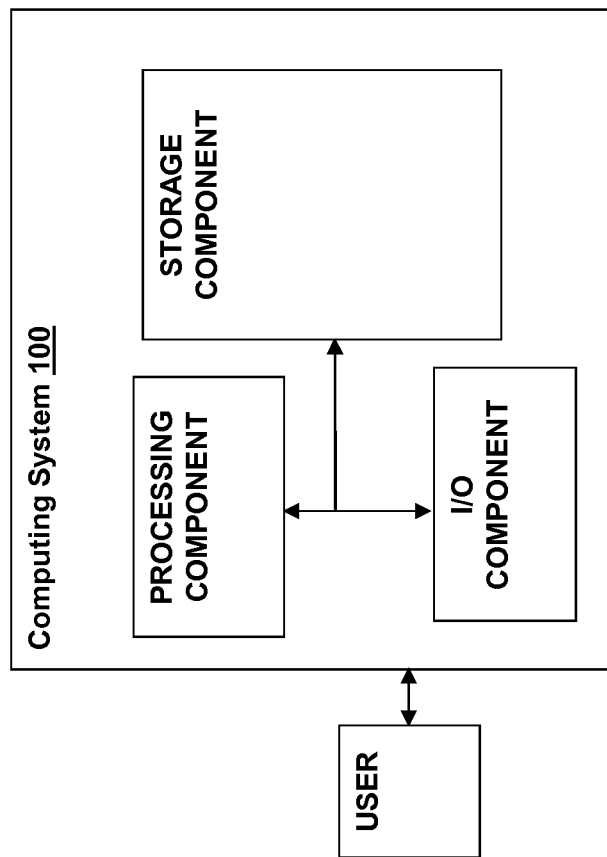 Computing System 100
PROCESSING
COMPONENT
STORAGE
COMPONENT
I/O
COMPONENT
USER